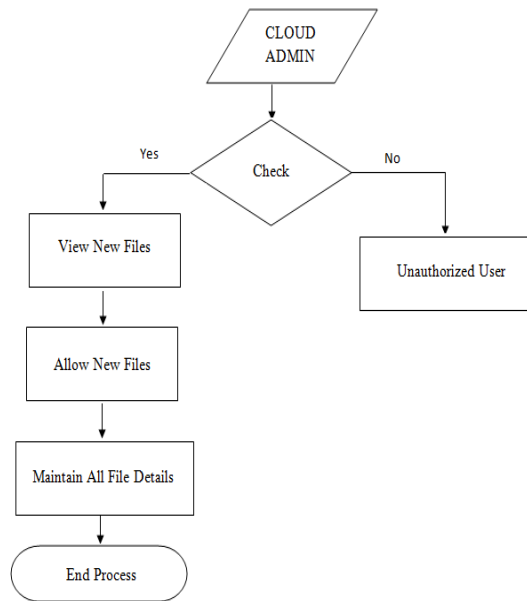 CLOUD
ADMIN
Yes
No
Check
View New Files
Unauthorized User
Allow New Files
Maintain All File Details
End Process